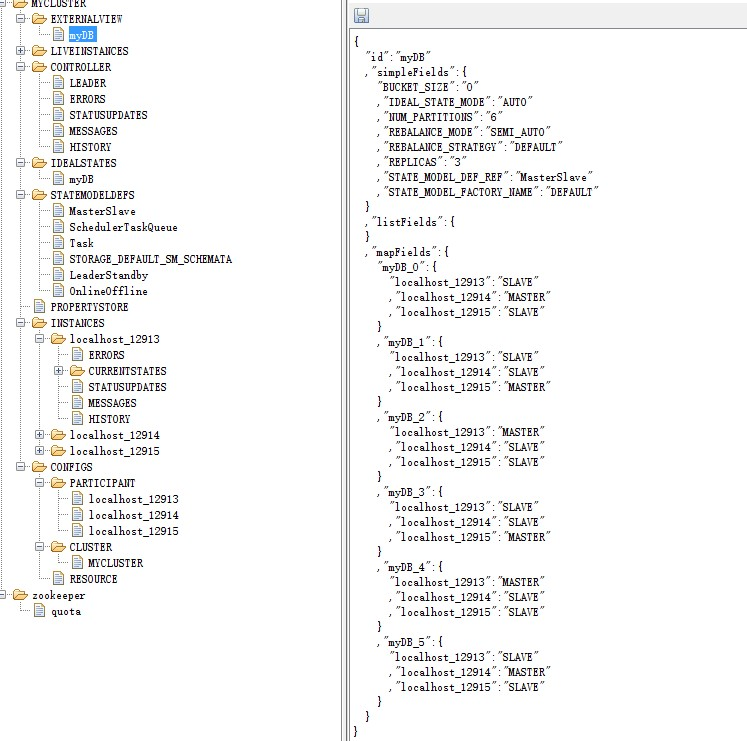 MYCLUSTER
EXTERNALVIEW
myDB
LIVEINSTANCES
CONTROLLER
LEADER
ERRORS
STATUSUPDATES
MESSAGES
HISTORY
IDEALSTATES
myDB
STATEMODELDEFS
MasterSlave
SchedulerTaskQueue
Task
STORAGE_DEFAULT_SM_SCHEMATA
LeaderStandby
OnlineOffline
PROPERTYSTORE
INSTANCES
localhost_12913
ERRORS
CURRENTSTATES
STATUSUPDATES
MESSAGES
HISTORY
localhost_12914
localhost_12915
CONFIGS
PARTICIPANT
localhost_12913
localhost_12914
localhost_12915
CLUSTER
MYCLUSTER
RESOURCE
zookeeper
quota
{
"id":"myDB"
,"simpleFields":{
"BUCKET_SIZE":"0"
,"IDEAL_STATE_MODE":"AUTO"
,"NUM_PARTITIONS":"6"
,"REBALANCE_MODE":"SEMI_AUTO"
,"REBALANCE_STRATEGY":"DEFAULT"
,"REPLICAS":"3"
,"STATE_MODEL_DEF_REF":"MasterSlave"
,"STATE_MODEL_FACTORY_NAME":"DEFAULT"
}
,"listFields":{
}
,"mapFields":{
"myDB_0":{
"localhost_12913":"SLAVE"
,"localhost_12914":"MASTER"
,"localhost_12915":"SLAVE"
}
,"myDB_1":{
"localhost_12913":"SLAVE"
,"localhost_12914":"SLAVE"
,"localhost_12915":"MASTER"
}
,"myDB_2":{
"localhost_12913":"MASTER"
,"localhost_12914":"SLAVE"
,"localhost_12915":"SLAVE"
}
,"myDB_3":{
"localhost_12913":"SLAVE"
,"localhost_12914":"SLAVE"
,"localhost_12915":"MASTER"
}
,"myDB_4":{
"localhost_12913":"MASTER"
,"localhost_12914":"SLAVE"
,"localhost_12915":"SLAVE"
}
,"myDB_5":{
"localhost_12913":"SLAVE"
,"localhost_12914":"MASTER"
,"localhost_12915":"SLAVE"
}
}
}